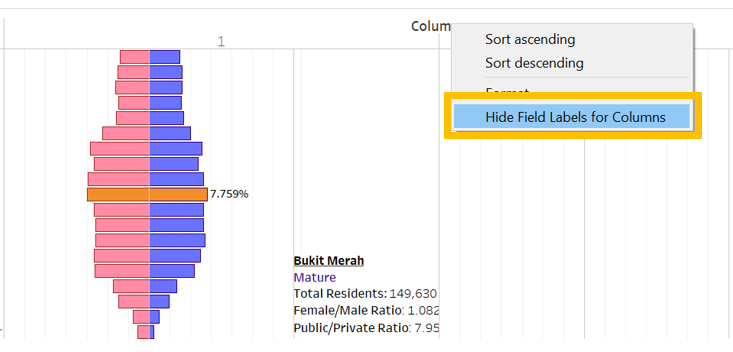 Colum
1
Sort ascending
Sort descending
Format
Hide Field Labels for Columns
7.759%
Bukit Merah
Mature
Total Residents: 149,630
Female/Male Ratio: 1.082
Public/Private Ratio: 7.95